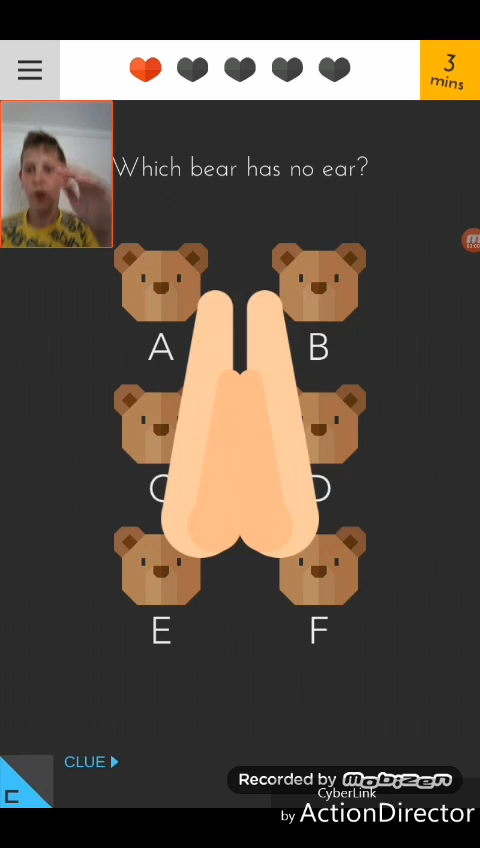 3
mins
Which bear has no ear?
A
B
C
D
E
F
CLUE
Recorded by mobizen
CyberLink
by ActionDirector